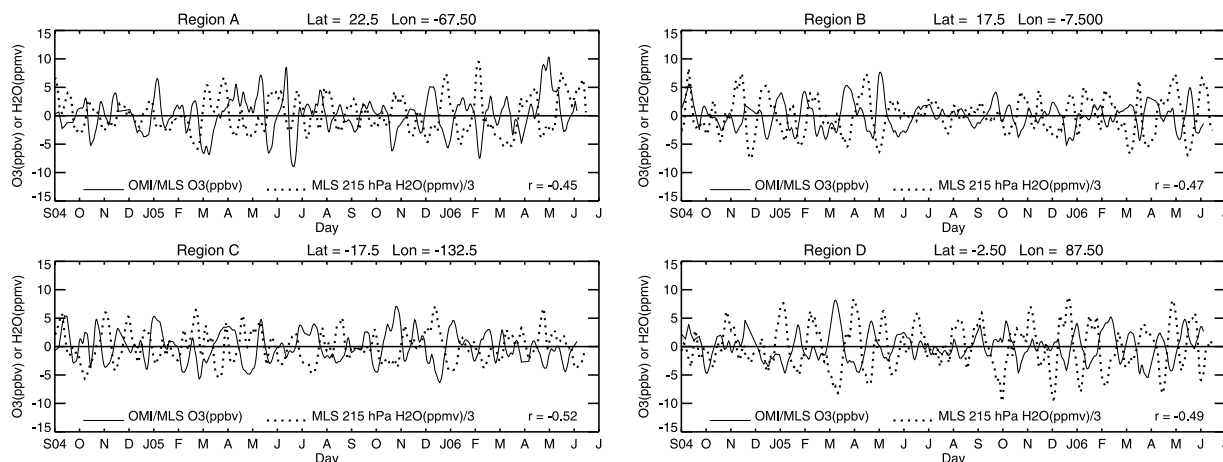 Region A Lat = 22.5 Lon = -67.50
O3(ppbv) or H2O(ppmv)
15
10
5
0
-5
-10
-15
OMI/MLS O3(ppbv) MLS 215 hPa H2O(ppmv)/3 r = -0.45
S04 O N D J05 F M A M J J A S O N D J06 F M A M J J
Day
Region B Lat = 17.5 Lon = -7.500
O3(ppbv) or H2O(ppmv)
15
10
5
0
-5
-10
-15
OMI/MLS O3(ppbv) MLS 215 hPa H2O(ppmv)/3 r = -0.47
S04 O N D J05 F M A M J J A S O N D J06 F M A M J
Day
Region C Lat = -17.5 Lon = -132.5
O3(ppbv) or H2O(ppmv)
15
10
5
0
-5
-10
-15
OMI/MLS O3(ppbv) MLS 215 hPa H2O(ppmv)/3 r = -0.52
S04 O N D J05 F M A M J J A S O N D J06 F M A M J J
Day
Region D Lat = -2.50 Lon = 87.50
O3(ppbv) or H2O(ppmv)
15
10
5
0
-5
-10
-15
OMI/MLS O3(ppbv) MLS 215 hPa H2O(ppmv)/3 r = -0.49
S04 O N D J05 F M A M J J A S O N D J06 F M A M J
Day